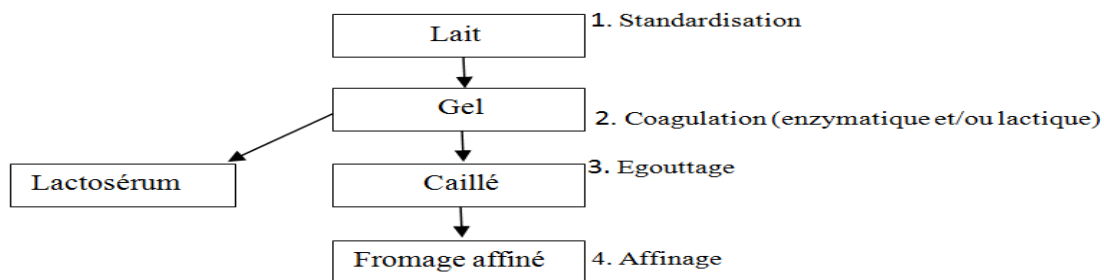 Lait
1. Standardisation
Gel
2. Coagulation (enzymatique et/ou lactique)
Lactosérum
Caillé
3. Egouttage
Fromage affiné
4. Affinage